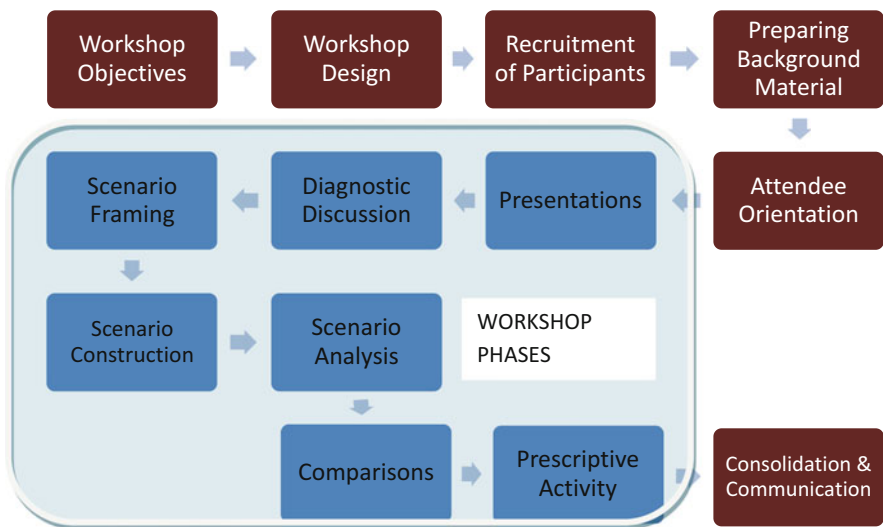 Workshop
Objectives
Workshop
Design
Recruitment
of Participants
Preparing
Background
Material
Attendee
Orientation
Presentations
Diagnostic
Discussion
Scenario
Framing
Scenario
Construction
Scenario
Analysis
WORKSHOP
PHASES
Comparisons
Prescriptive
Activity
Consolidation &
Communication